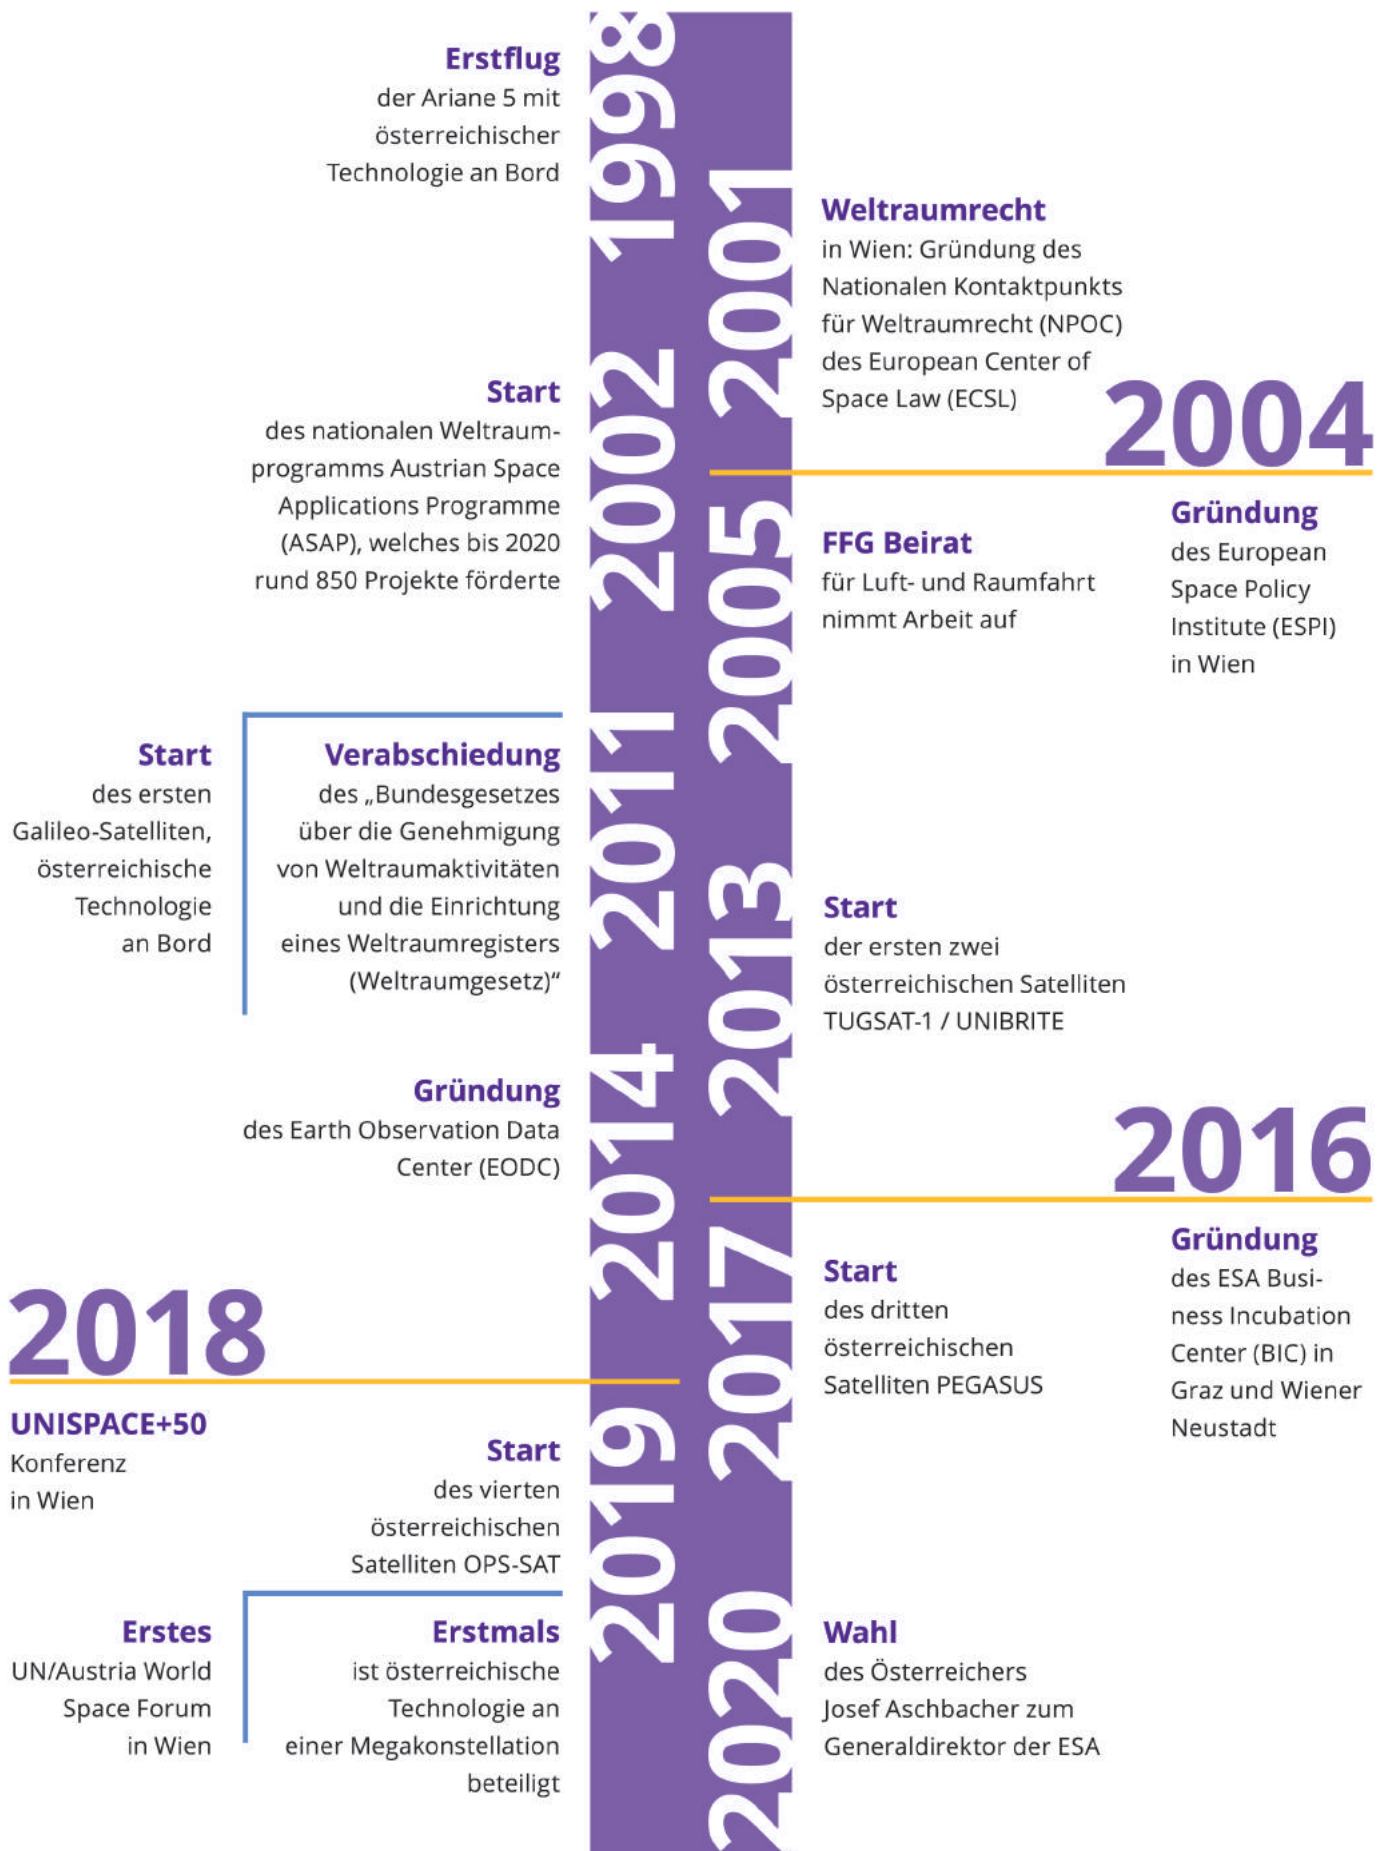 1998
Erstflug
der Ariane 5 mit
österreichischer
Technologie an Bord
2001
Weltraumrecht
in Wien: Gründung des
Nationalen Kontaktpunkts
für Weltraumrecht (NPOC)
des European Center of
Space Law (ECSL)
2002
Start
des nationalen Weltraum-
programms Austrian Space
Applications Programme
(ASAP), welches bis 2020
rund 850 Projekte förderte
2004
Gründung
des European
Space Policy
Institute (ESPI)
in Wien
2005
FFG Beirat
für Luft- und Raumfahrt
nimmt Arbeit auf
2011
Start
des ersten
Galileo-Satelliten,
österreichische
Technologie
an Bord
Verabschiedung
des „Bundesgesetzes
über die Genehmigung
von Weltraumaktivitäten
und die Einrichtung
eines Weltraumregisters
(Weltraumgesetz)“
2013
Start
der ersten zwei
österreichischen Satelliten
TUGSAT-1 / UNIBRITE
2014
Gründung
des Earth Observation Data
Center (EODC)
2016
Gründung
des ESA Busi-
ness Incubation
Center (BIC) in
Graz und Wiener
Neustadt
2017
Start
des dritten
österreichischen
Satelliten PEGASUS
2018
UNISPACE+50
Konferenz
in Wien
2019
Start
des vierten
österreichischen
Satelliten OPS-SAT
Erstes
UN/Austria World
Space Forum
in Wien
Erstmals
ist österreichische
Technologie an
einer Megakonstellation
beteiligt
2020
Wahl
des Österreichers
Josef Aschbacher zum
Generaldirektor der ESA